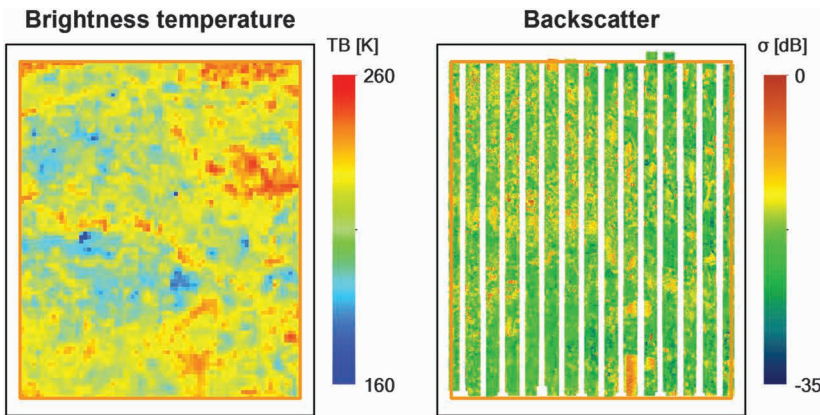 Brightness temperature
Backscatter
TB [K]
σ [dB]
260
0
160
-35